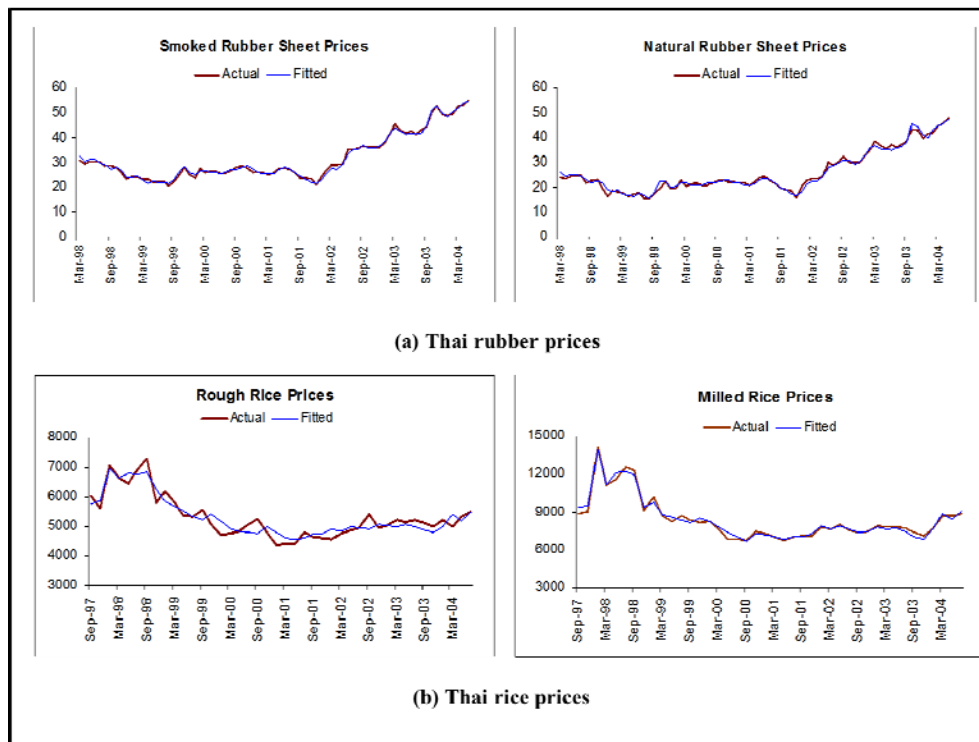 Smoked Rubber Sheet Prices
Actual Fitted
60
50
40
30
20
10
0
Mar-98
Sep-98
Mar-99
Sep-99
Mar-00
Sep-00
Mar-01
Sep-01
Mar-02
Sep-02
Mar-03
Sep-03
Mar-04
Natural Rubber Sheet Prices
Actual Fitted
60
50
40
30
20
10
0
Mar-98
Sep-98
Mar-99
Sep-99
Mar-00
Sep-00
Mar-01
Sep-01
Mar-02
Sep-02
Mar-03
Sep-03
Mar-04
(a) Thai rubber prices
Rough Rice Prices
Actual Fitted
8000
7000
6000
5000
4000
3000
Sep-97
Mar-98
Sep-98
Mar-99
Sep-99
Mar-00
Sep-00
Mar-01
Sep-01
Mar-02
Sep-02
Mar-03
Sep-03
Mar-04
Milled Rice Prices
Actual Fitted
15000
12000
9000
6000
3000
Sep-97
Mar-98
Sep-98
Mar-99
Sep-99
Mar-00
Sep-00
Mar-01
Sep-01
Mar-02
Sep-02
Mar-03
Sep-03
Mar-04
(b) Thai rice prices